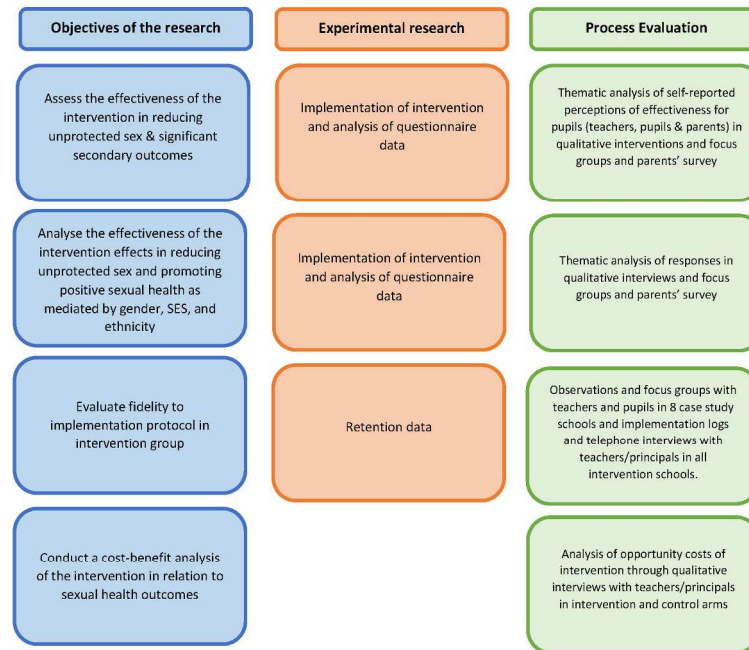 Objectives of the research
Experimental research
Process Evaluation
Assess the effectiveness of the
intervention in reducing
unprotected sex & significant
secondary outcomes
Implementation of intervention
and analysis of questionnaire
data
Thematic analysis of self-reported
perceptions of effectiveness for
pupils (teachers, pupils & parents) in
qualitative interventions and focus
groups and parents' survey
Analyse the effectiveness of the
intervention effects in reducing
unprotected sex and promoting
positive sexual health as
mediated by gender, SES, and
ethnicity
Implementation of intervention
and analysis of questionnaire
data
Thematic analysis of responses in
qualitative interviews and focus
groups and parents' survey
Evaluate fidelity to
implementation protocol in
intervention group
Retention data
Observations and focus groups with
teachers and pupils in 8 case study
schools and implementation logs
and telephone interviews with
teachers/principals in all
intervention schools.
Conduct a cost-benefit analysis
of the intervention in relation to
sexual health outcomes
Analysis of opportunity costs of
intervention through qualitative
interviews with teachers/principals
in intervention and control arms